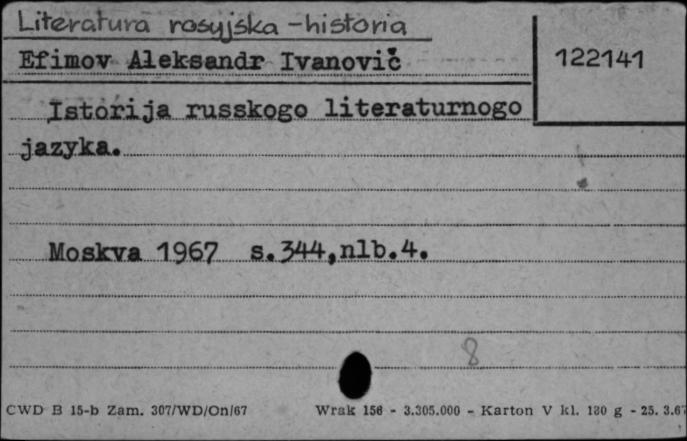 Literatura rosyjska - historia
Efimov Aleksandr Ivanovič
122141
Istorija russkogo literaturnogo
jazyka.
Moskva 1967 s.344,nlb.4.
8
CWD B 15-b Zam. 307/WD/On/67 Wrak 156 - 3.305.000 - Karton V kl. 180 g - 25. 3.67